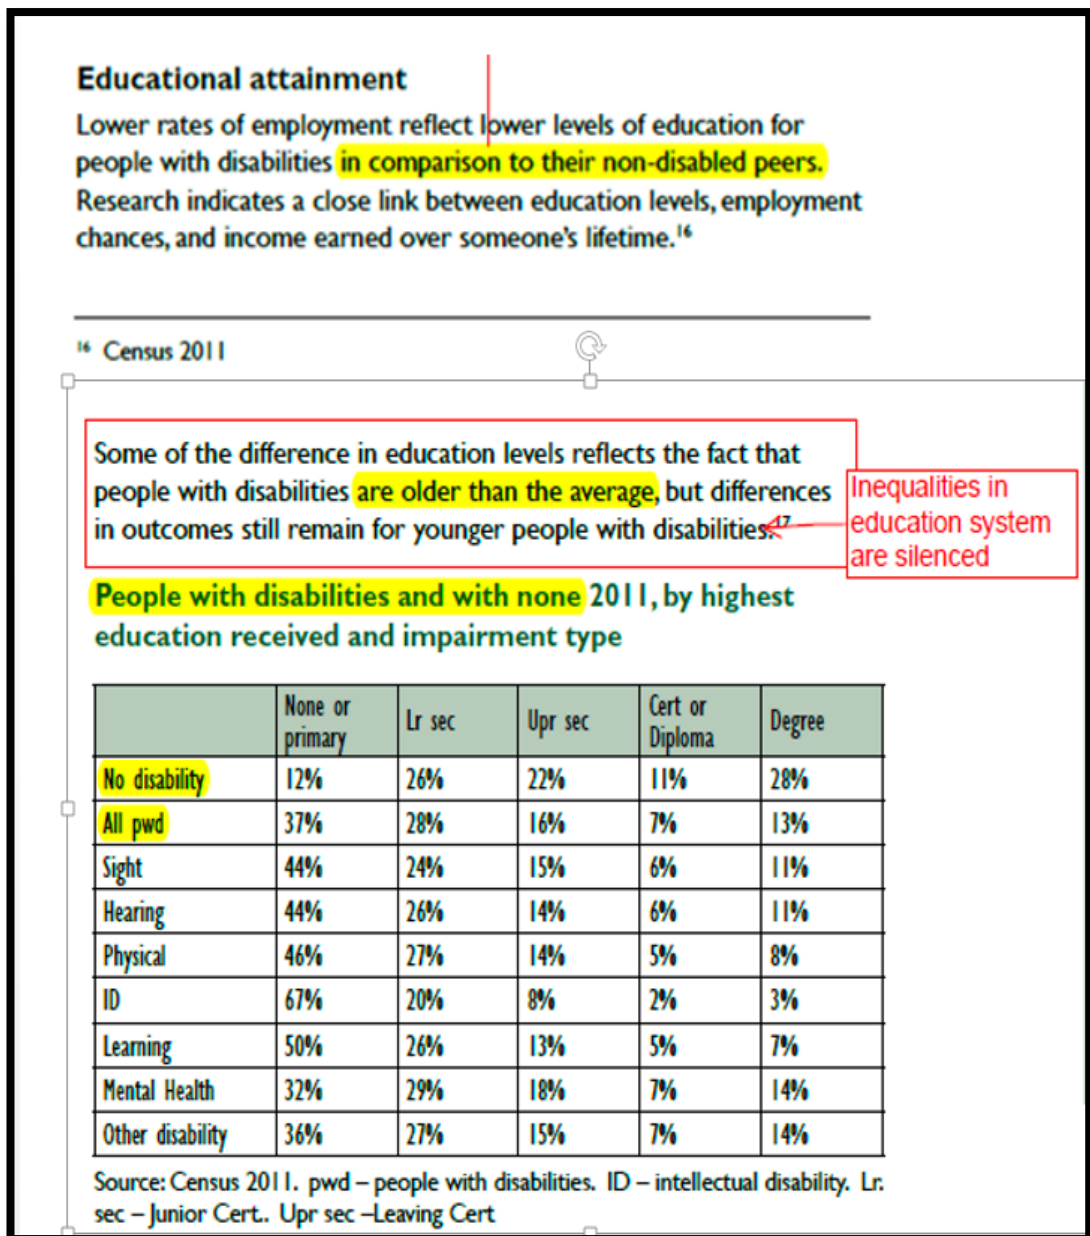 Educational attainment
Lower rates of employment reflect lower levels of education for
people with disabilities in comparison to their non-disabled peers.
Research indicates a close link between education levels, employment
chances, and income earned over someone's lifetime.16
16 Census 2011
Some of the difference in education levels reflects the fact that
people with disabilities are older than the average, but differences
in outcomes still remain for younger people with disabilities.17
Inequalities in
education system
are silenced
People with disabilities and with none 2011, by highest
education received and impairment type
None or primary Lr sec Upr sec Cert or Diploma Degree
No disability 12% 26% 22% 11% 28%
All pwd 37% 28% 16% 7% 13%
Sight 44% 24% 15% 6% 11%
Hearing 44% 26% 14% 6% 11%
Physical 46% 27% 14% 5% 8%
ID 67% 20% 8% 2% 3%
Learning 50% 26% 13% 5% 7%
Mental Health 32% 29% 18% 7% 14%
Other disability 36% 27% 15% 7% 14%
Source: Census 2011. pwd – people with disabilities. ID – intellectual disability. Lr.
sec – Junior Cert.. Upr sec –Leaving Cert